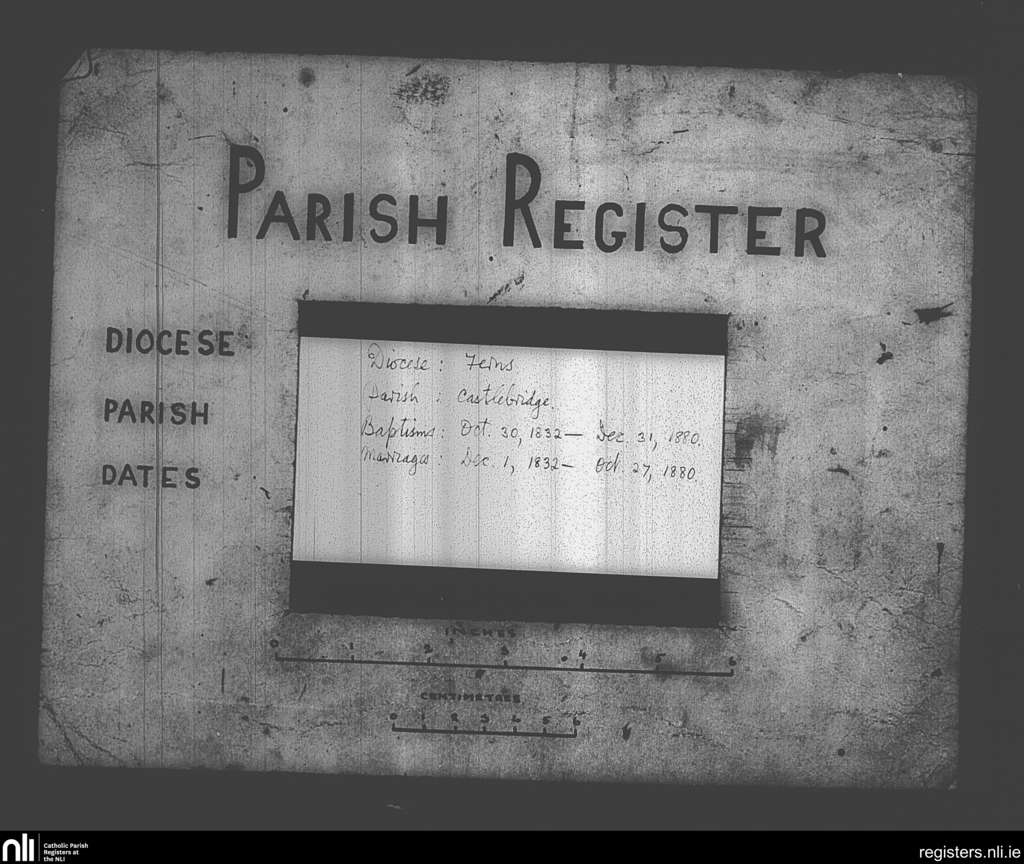 PARISH REGISTER
DIOCESE
PARISH
DATES
Diocese : Ferns
Parish : Castlebridge.
Baptisms: Oct. 30, 1832— Dec. 31, 1880.
Marriages: Dec. 1, 1832— Oct. 27, 1880.
INCHES
0 1 2 3 4 5 6
CENTIMETRES
0 1 2 3 4 5 6
nli Catholic Parish
Registers at
the NLI
registers.nli.ie